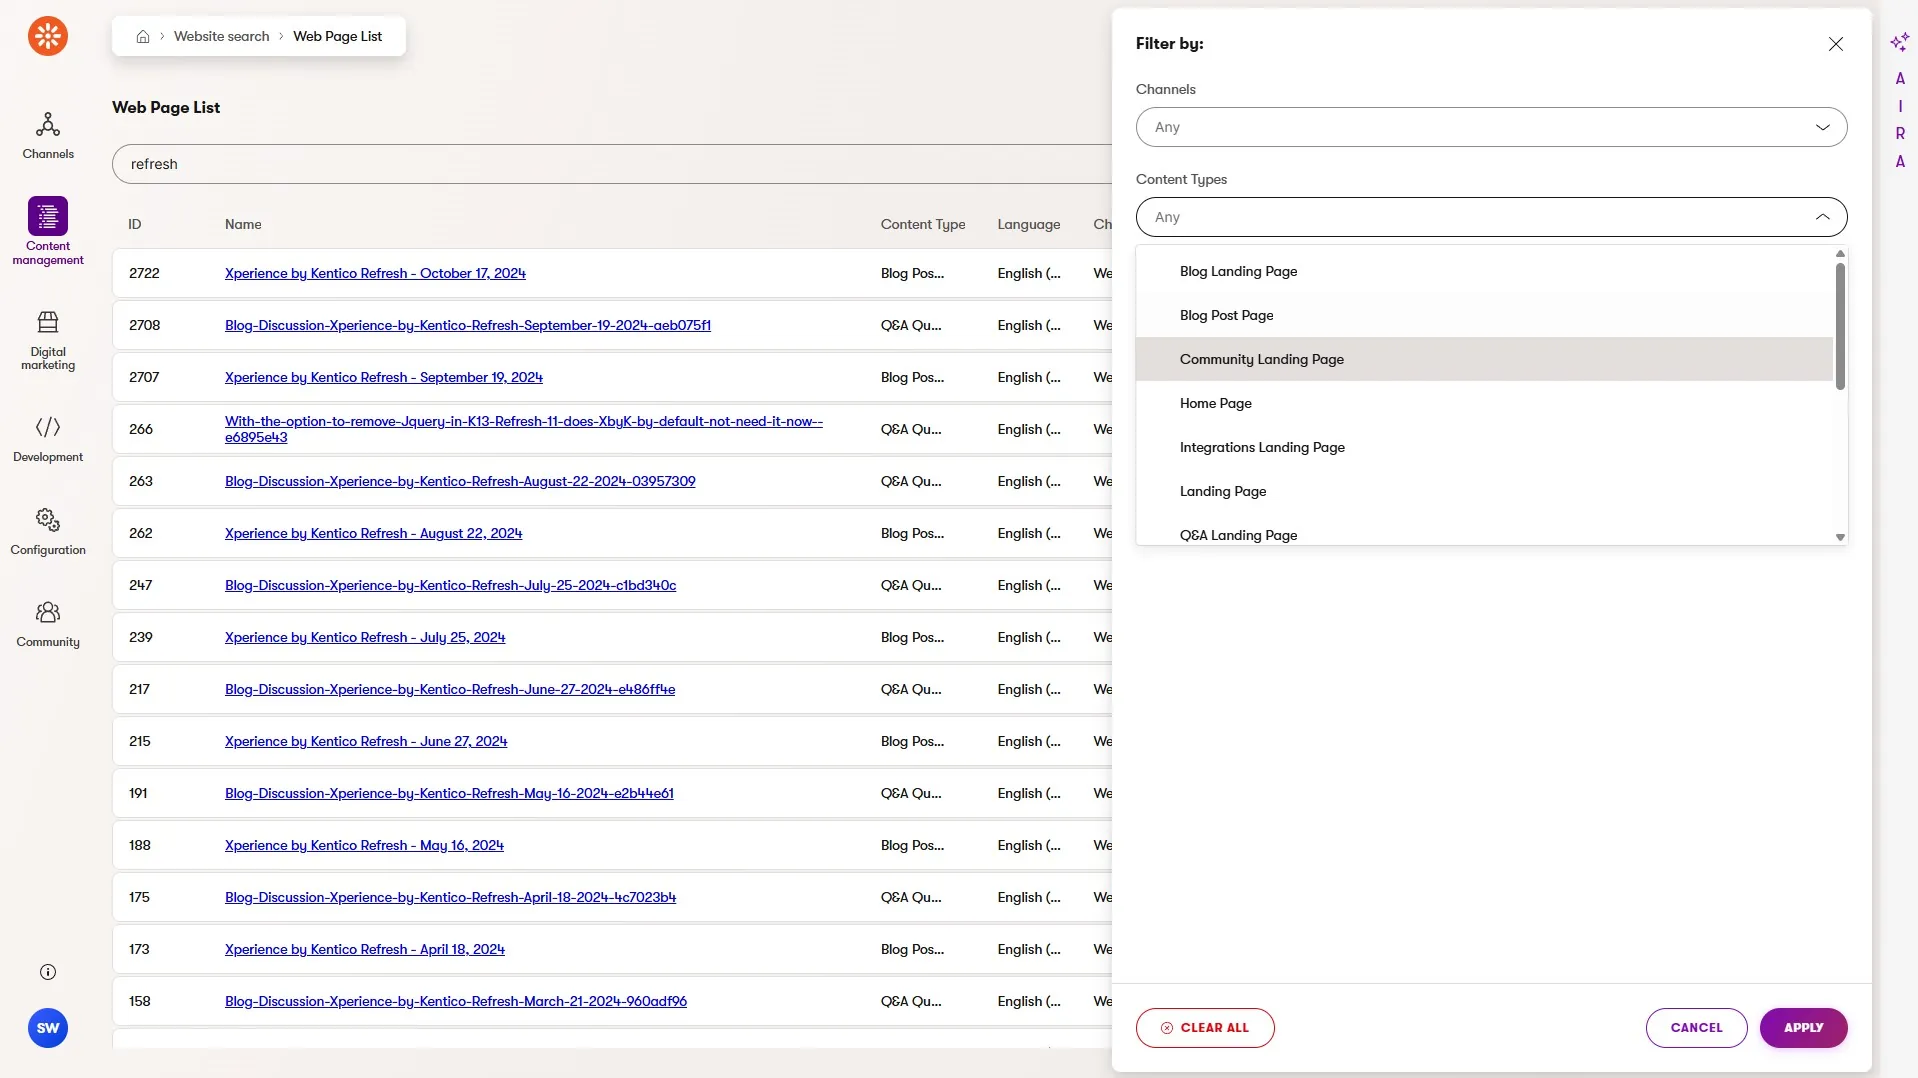 Website search
Web Page List
Channels
Content
management
Digital
marketing
Development
Configuration
Community
SW
Web Page List
refresh
ID Name Content Type Language Ch
2722 Xperience by Kentico Refresh - October 17, 2024 Blog Pos... English (... We
2708 Blog-Discussion-Xperience-by-Kentico-Refresh-September-19-2024-aeb075f1 Q&A Qu... English (... We
2707 Xperience by Kentico Refresh - September 19, 2024 Blog Pos... English (... We
266 With-the-option-to-remove-Jquery-in-K13-Refresh-11-does-XbyK-by-default-not-need-it-now--
e6895e43 Q&A Qu... English (... We
263 Blog-Discussion-Xperience-by-Kentico-Refresh-August-22-2024-03957309 Q&A Qu... English (... We
262 Xperience by Kentico Refresh - August 22, 2024 Blog Pos... English (... We
247 Blog-Discussion-Xperience-by-Kentico-Refresh-July-25-2024-c1bd340c Q&A Qu... English (... We
239 Xperience by Kentico Refresh - July 25, 2024 Blog Pos... English (... We
217 Blog-Discussion-Xperience-by-Kentico-Refresh-June-27-2024-e486ff4e Q&A Qu... English (... We
215 Xperience by Kentico Refresh - June 27, 2024 Blog Pos... English (... We
191 Blog-Discussion-Xperience-by-Kentico-Refresh-May-16-2024-e2b44e61 Q&A Qu... English (... We
188 Xperience by Kentico Refresh - May 16, 2024 Blog Pos... English (... We
175 Blog-Discussion-Xperience-by-Kentico-Refresh-April-18-2024-4c7023b4 Q&A Qu... English (... We
173 Xperience by Kentico Refresh - April 18, 2024 Blog Pos... English (... We
158 Blog-Discussion-Xperience-by-Kentico-Refresh-March-21-2024-960adf96 Q&A Qu... English (... We
Filter by:
Channels
Any
Content Types
Any
Blog Landing Page
Blog Post Page
Community Landing Page
Home Page
Integrations Landing Page
Landing Page
Q&A Landing Page
CLEAR ALL
CANCEL
APPLY
A
I
R
A